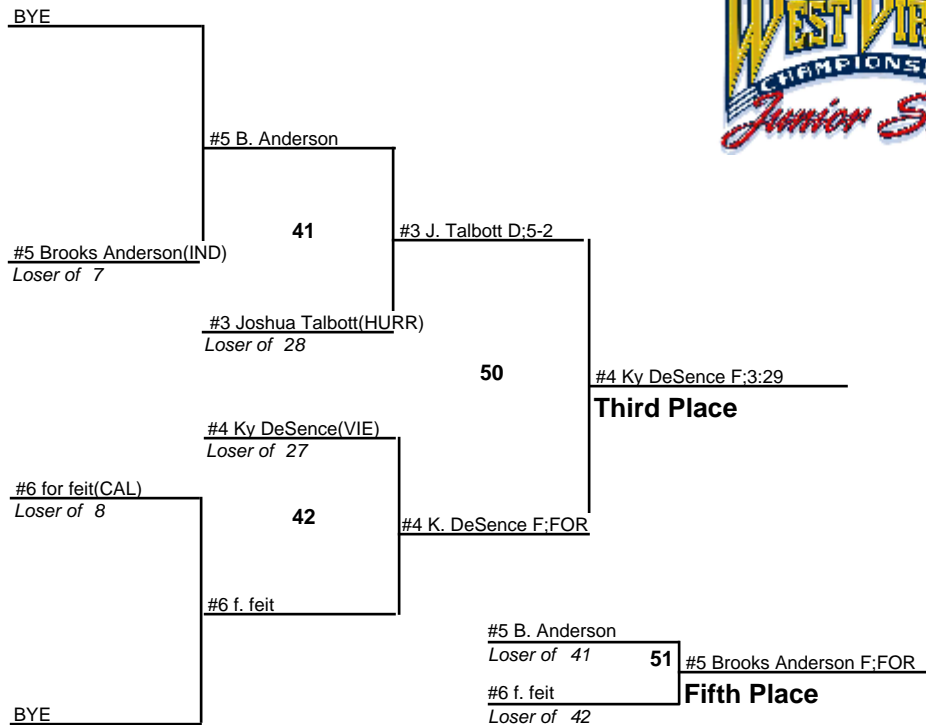 BYE
WEST VIR
CHAMPIONS
Junior S
#5 B. Anderson
41
#3 J. Talbott D;5-2
#5 Brooks Anderson(IND)
Loser of 7
#3 Joshua Talbott(HURR)
Loser of 28
50
#4 Ky DeSence F;3:29
Third Place
#4 Ky DeSence(VIE)
Loser of 27
#6 for feit(CAL)
Loser of 8
42
#4 K. DeSence F;FOR
#6 f. feit
#5 B. Anderson
Loser of 41
51
#5 Brooks Anderson F;FOR
Fifth Place
#6 f. feit
Loser of 42
BYE